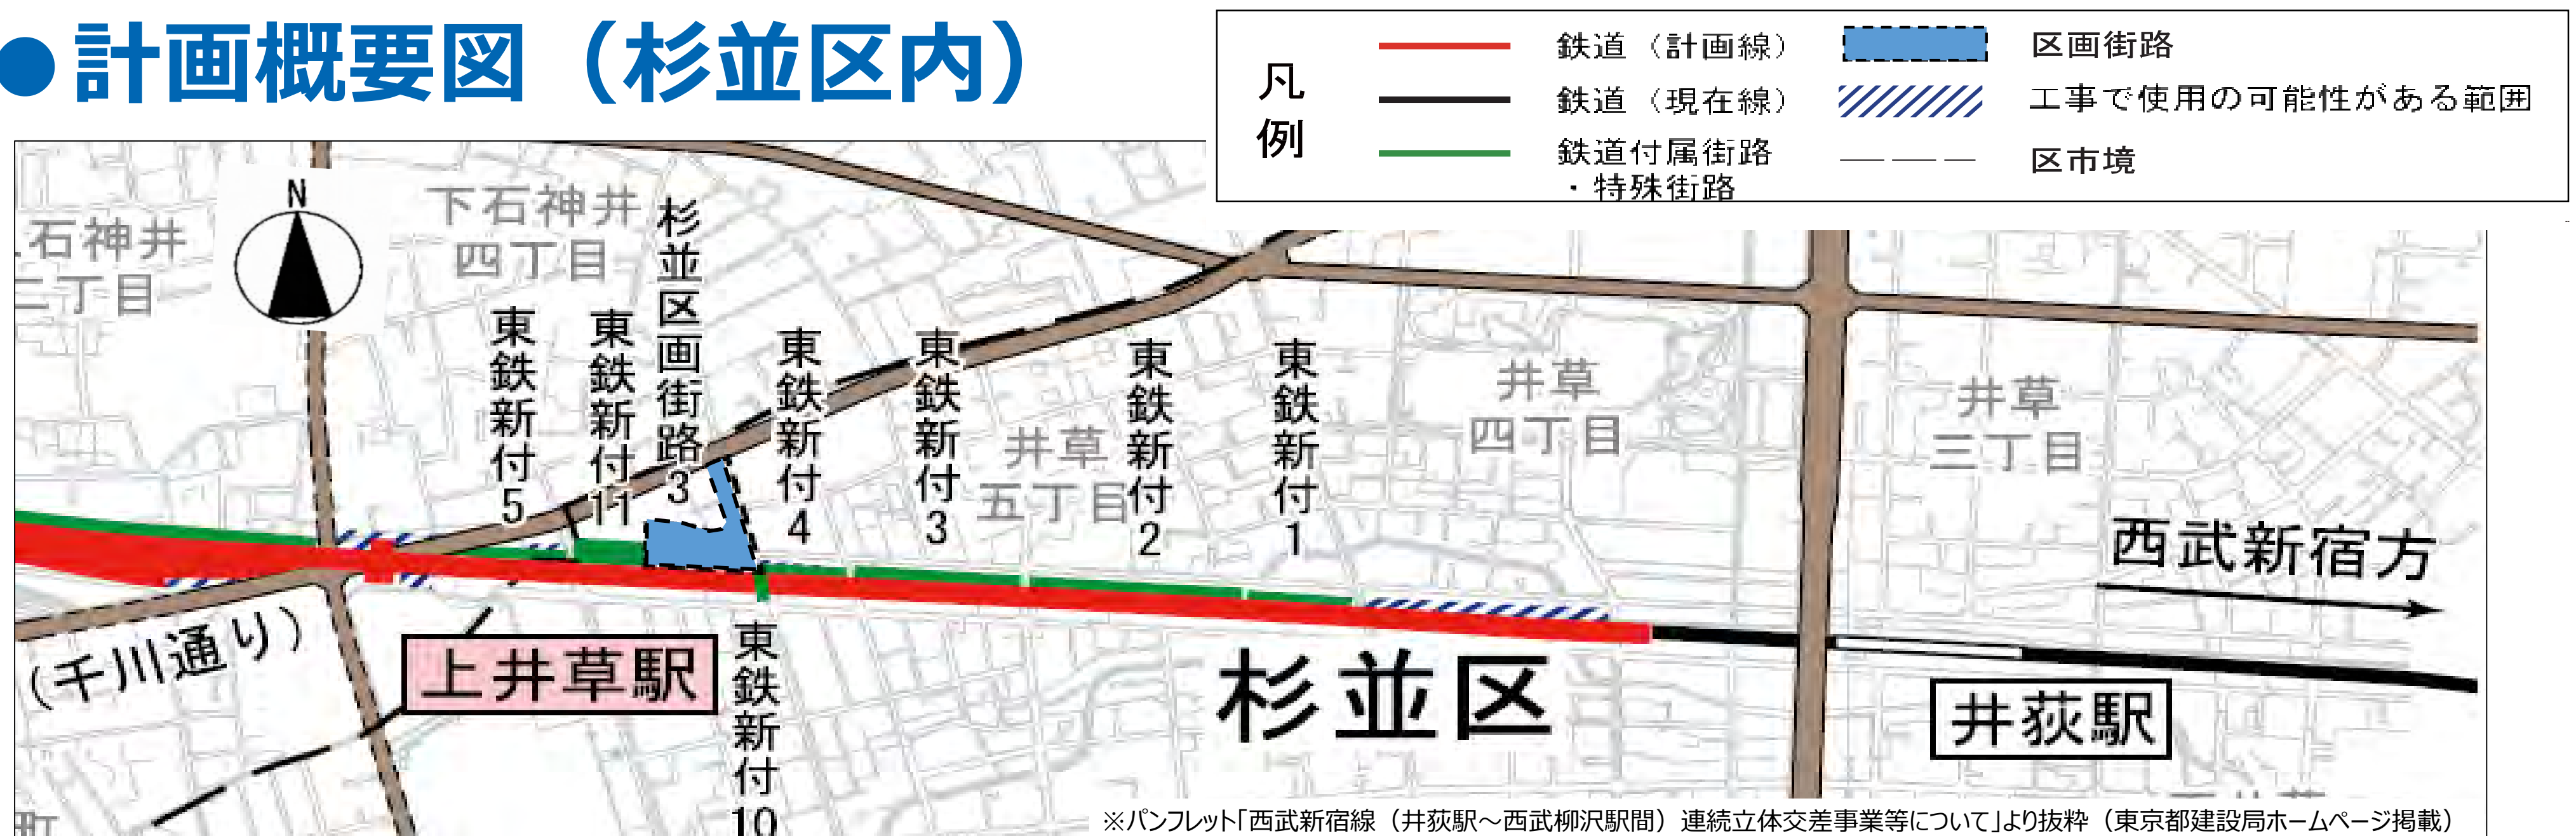 ●計画概要図（杉並区内）
凡例
鉄道（計画線）
鉄道（現在線）
鉄道付属街路
・特殊街路
区画街路
工事で使用の可能性がある範囲
区市境
N
石神井
二丁目
下石神井
四丁目
杉並区画街路3
東鉄新付5
東鉄新付11
東鉄新付4
東鉄新付3
井草
五丁目
東鉄新付2
東鉄新付1
井草
四丁目
井草
三丁目
西武新宿方
（千川通り）
上井草駅
東鉄新付10
杉並区
井荻駅
町
※パンフレット「西武新宿線（井荻駅～西武柳沢駅間）連続立体交差事業等について」より抜粋（東京都建設局ホームページ掲載）